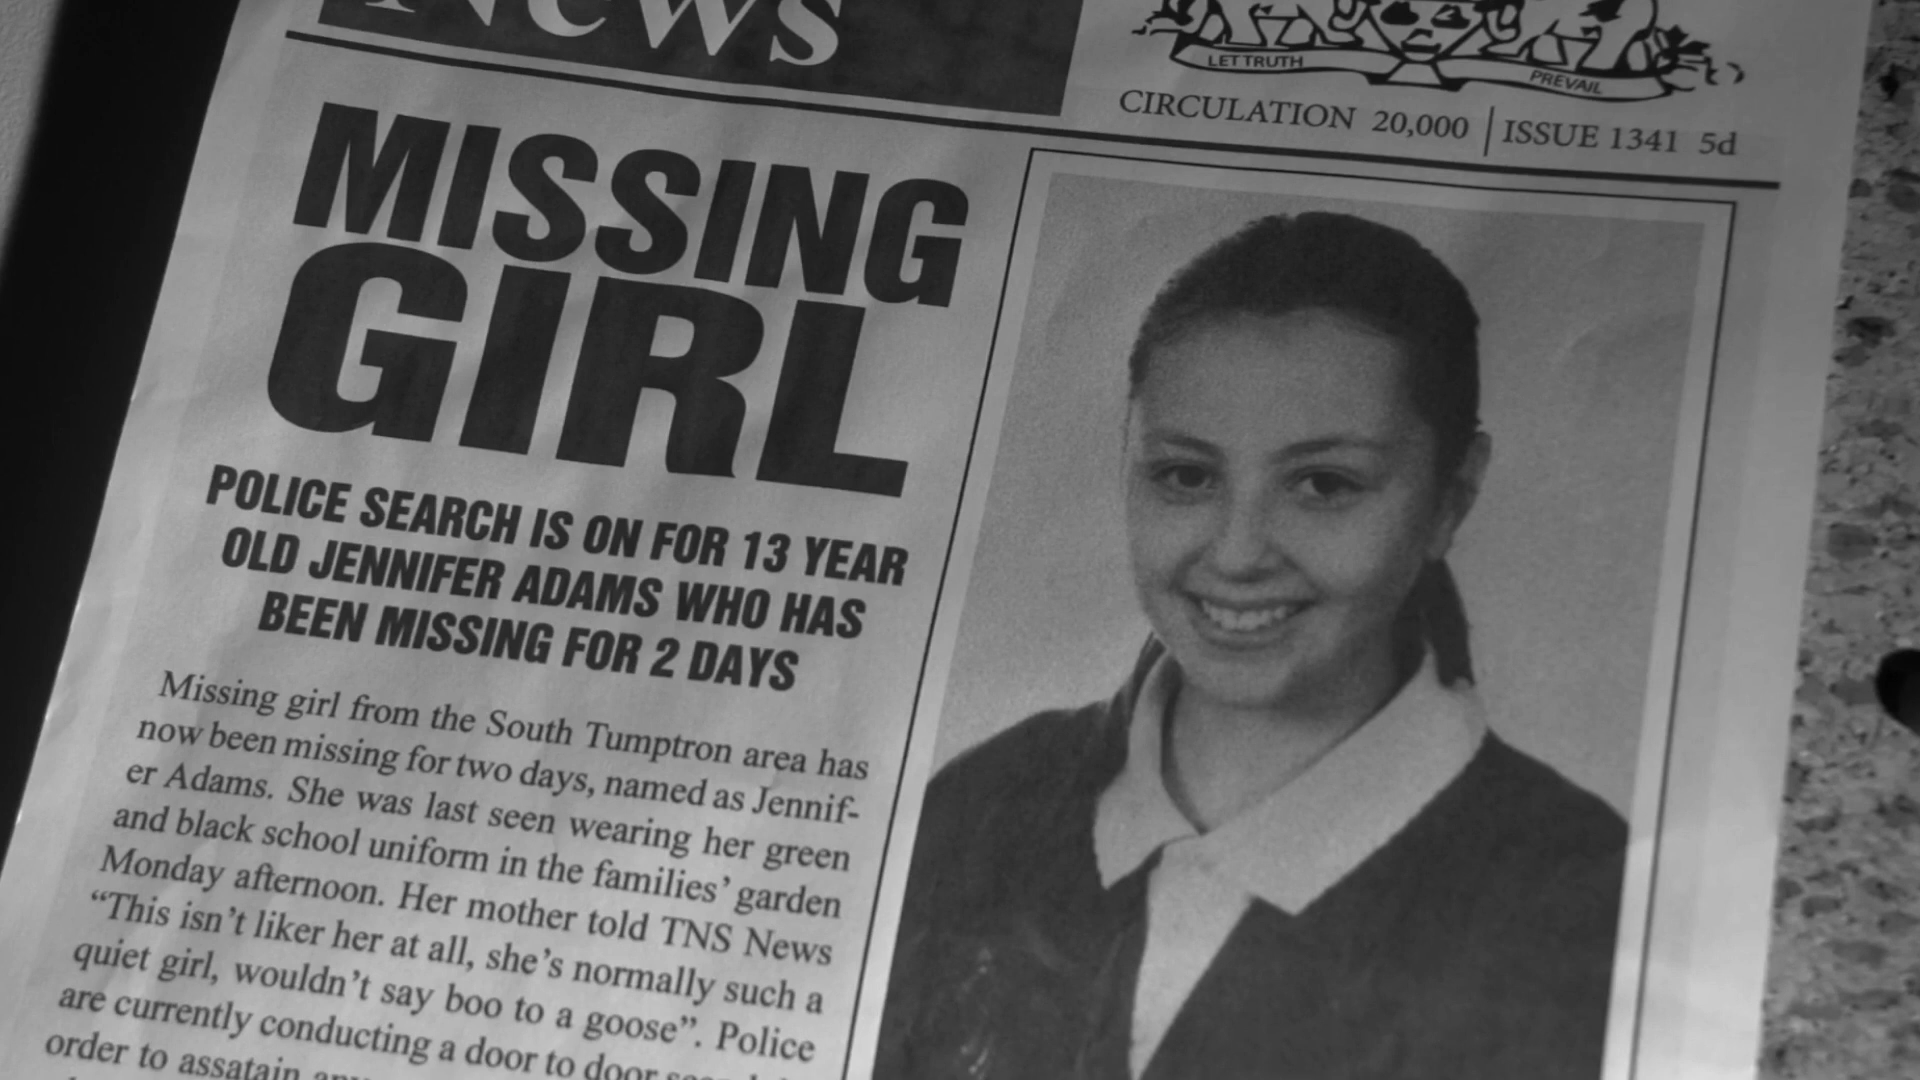 News
LET TRUTH PREVAIL
CIRCULATION 20,000 | ISSUE 1341 5d
MISSING
GIRL
POLICE SEARCH IS ON FOR 13 YEAR
OLD JENNIFER ADAMS WHO HAS
BEEN MISSING FOR 2 DAYS
Missing girl from the South Tumptron area has
now been missing for two days, named as Jennif-
er Adams. She was last seen wearing her green
and black school uniform in the families’ garden
Monday afternoon. Her mother told TNS News
“This isn’t liker her at all, she’s normally such a
quiet girl, wouldn’t say boo to a goose”. Police
are currently conducting a door to door
order to assatain